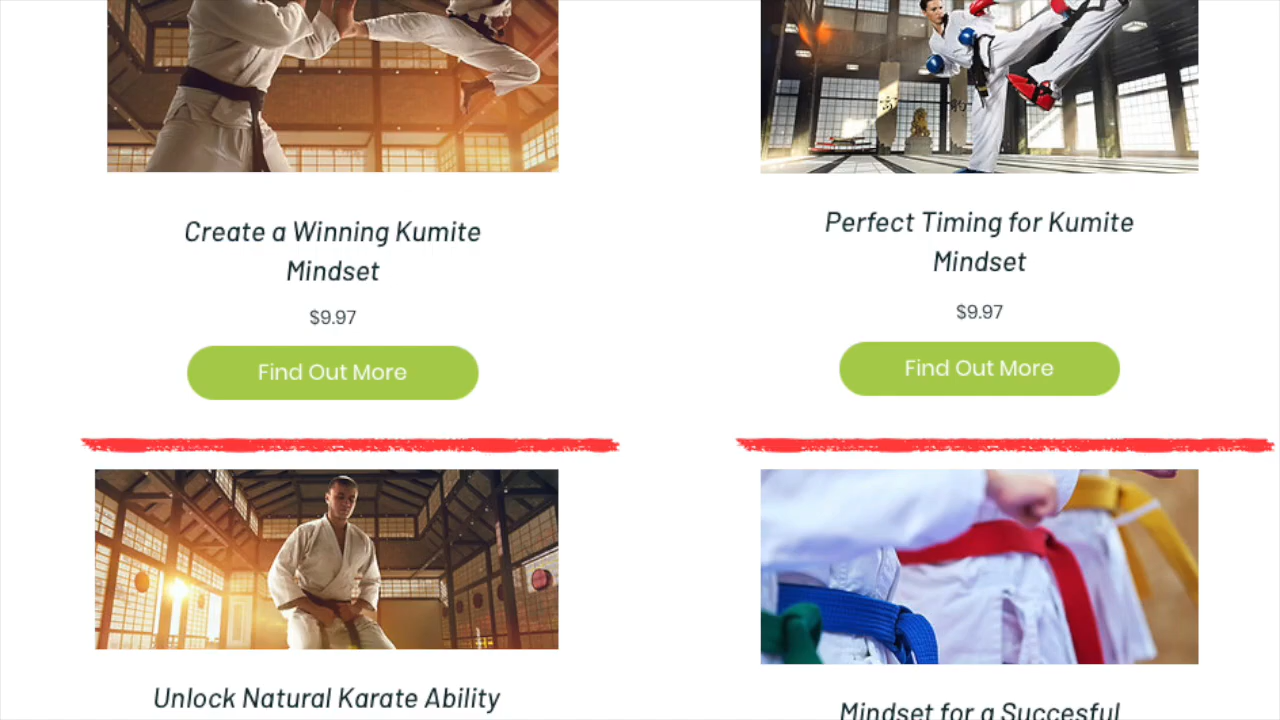 Create a Winning Kumite
Mindset
$9.97
Find Out More
Perfect Timing for Kumite
Mindset
$9.97
Find Out More
Unlock Natural Karate Ability
Mindset for a Succesful